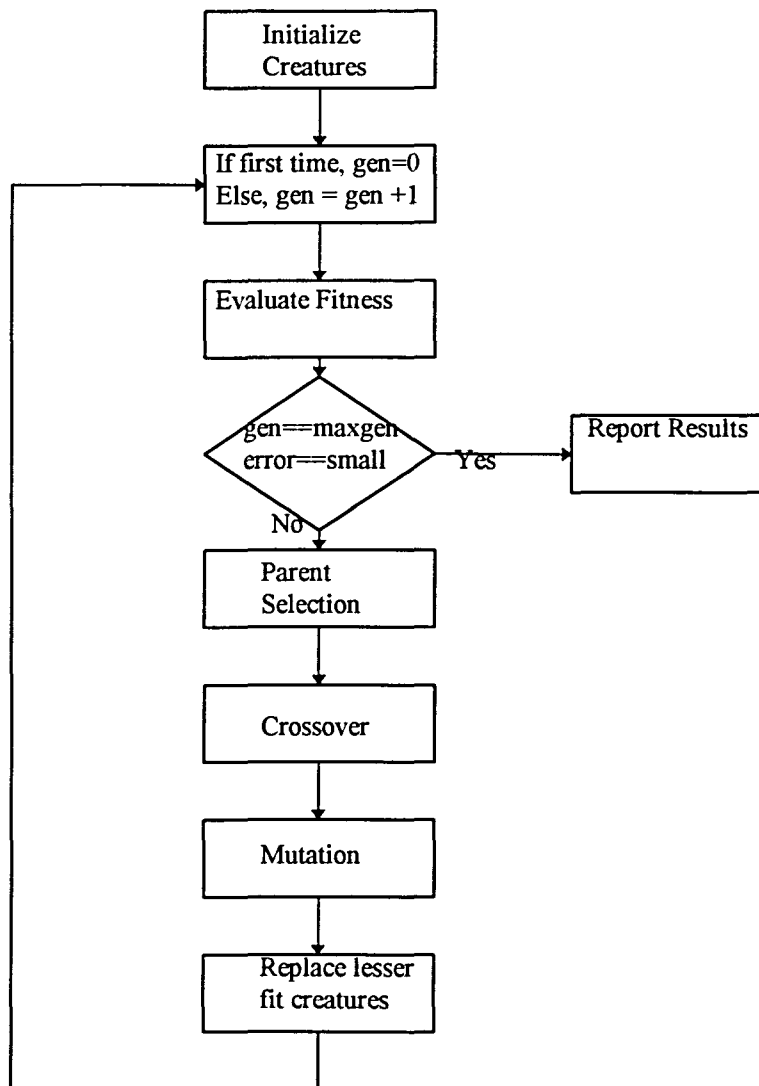 Initialize
Creatures
If first time, gen=0
Else, gen = gen +1
Evaluate Fitness
gen==maxgen
error==small
Yes
Report Results
No
Parent
Selection
Crossover
Mutation
Replace lesser
fit creatures